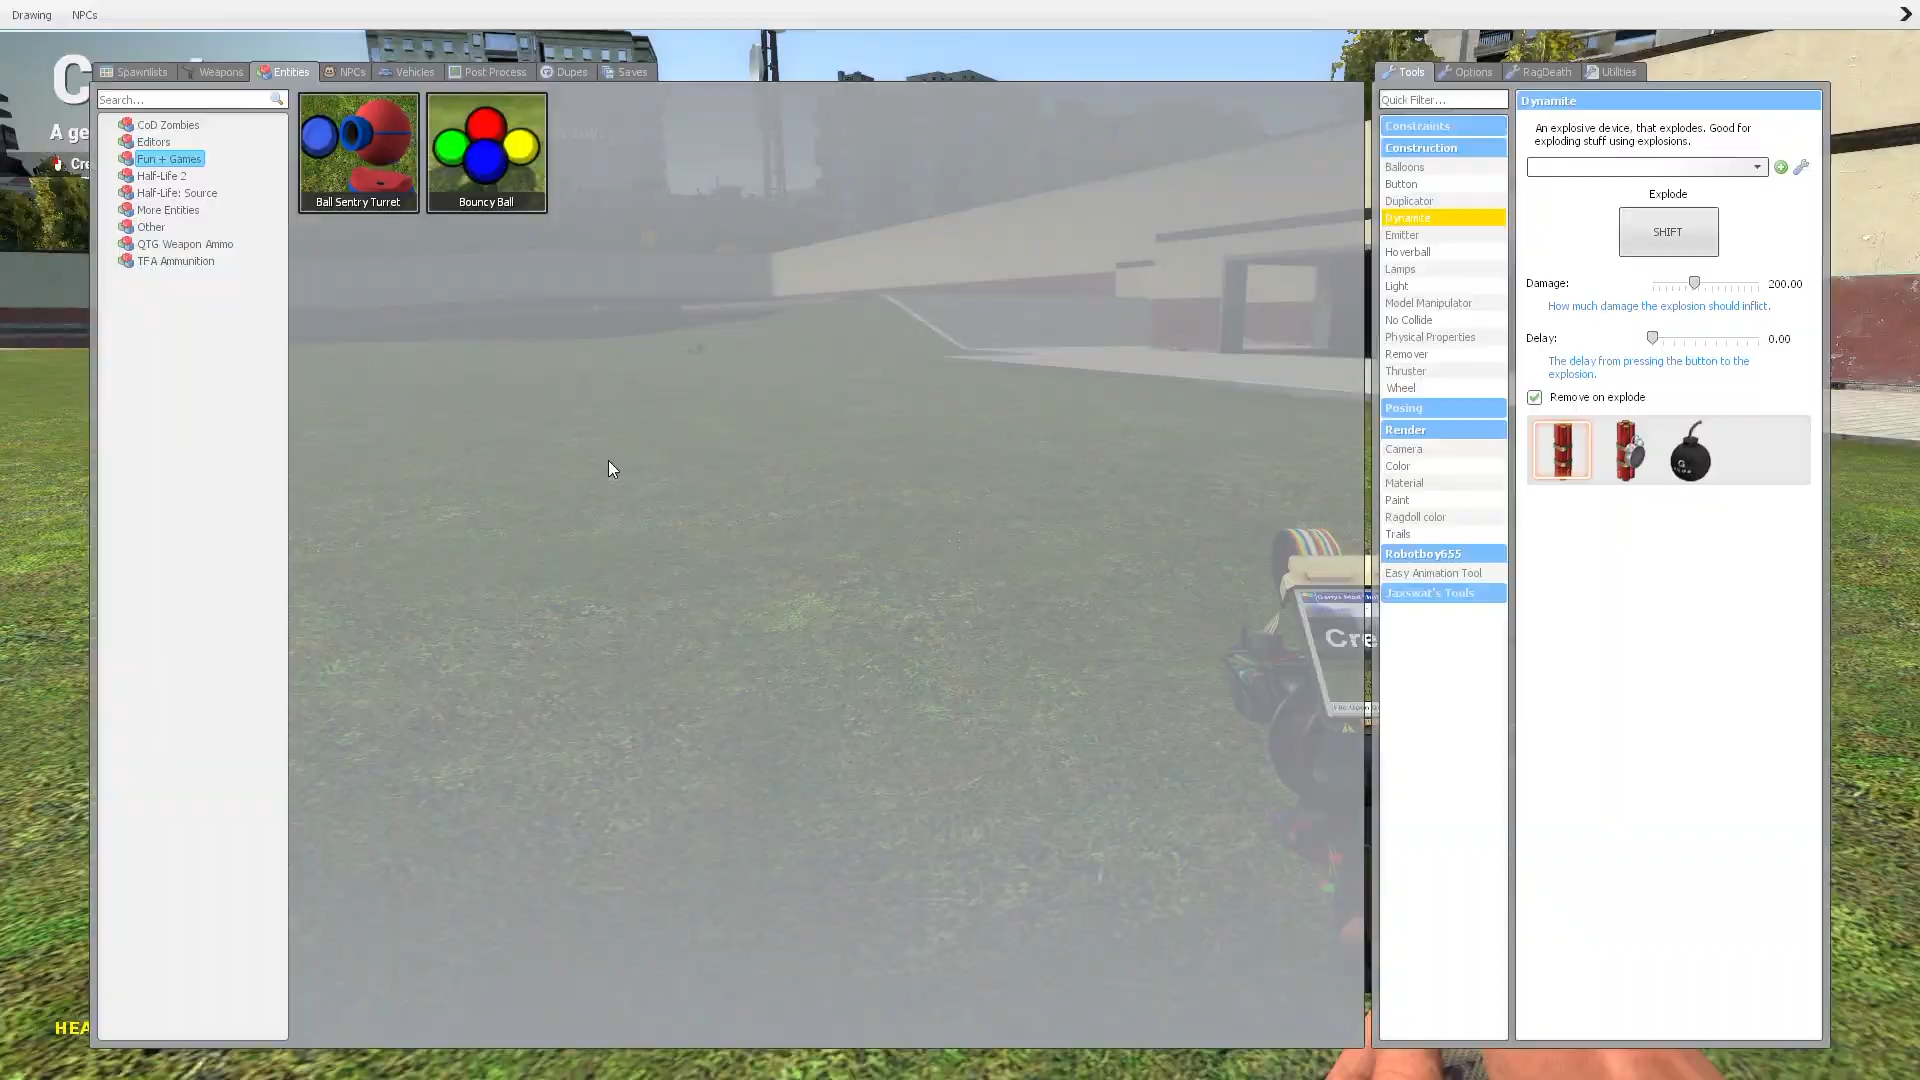 Drawing NPCs
Spawnlists Weapons Entities NPCs Vehicles Post Process Dupes Saves
Search...
CoD Zombies
Editors
Fun + Games
Half-Life 2
Half-Life: Source
More Entities
Other
QTG Weapon Ammo
TFA Ammunition
Ball Sentry Turret
Bouncy Ball
Tools Options RagDeath Utilities
Quick Filter...
Constraints
Construction
Balloons
Button
Duplicator
Dynamite
Emitter
Hoverball
Lamps
Light
Model Manipulator
No Collide
Physical Properties
Remover
Thruster
Wheel
Posing
Render
Camera
Color
Material
Paint
Ragdoll color
Trails
Robotboy655
Easy Animation Tool
Jaxswat's Tools
Dynamite
An explosive device, that explodes. Good for
exploding stuff using explosions.
Explode
SHIFT
Damage: 200.00
How much damage the explosion should inflict.
Delay: 0.00
The delay from pressing the button to the
explosion.
Remove on explode
C
A ge
Cre
Cre
HEA